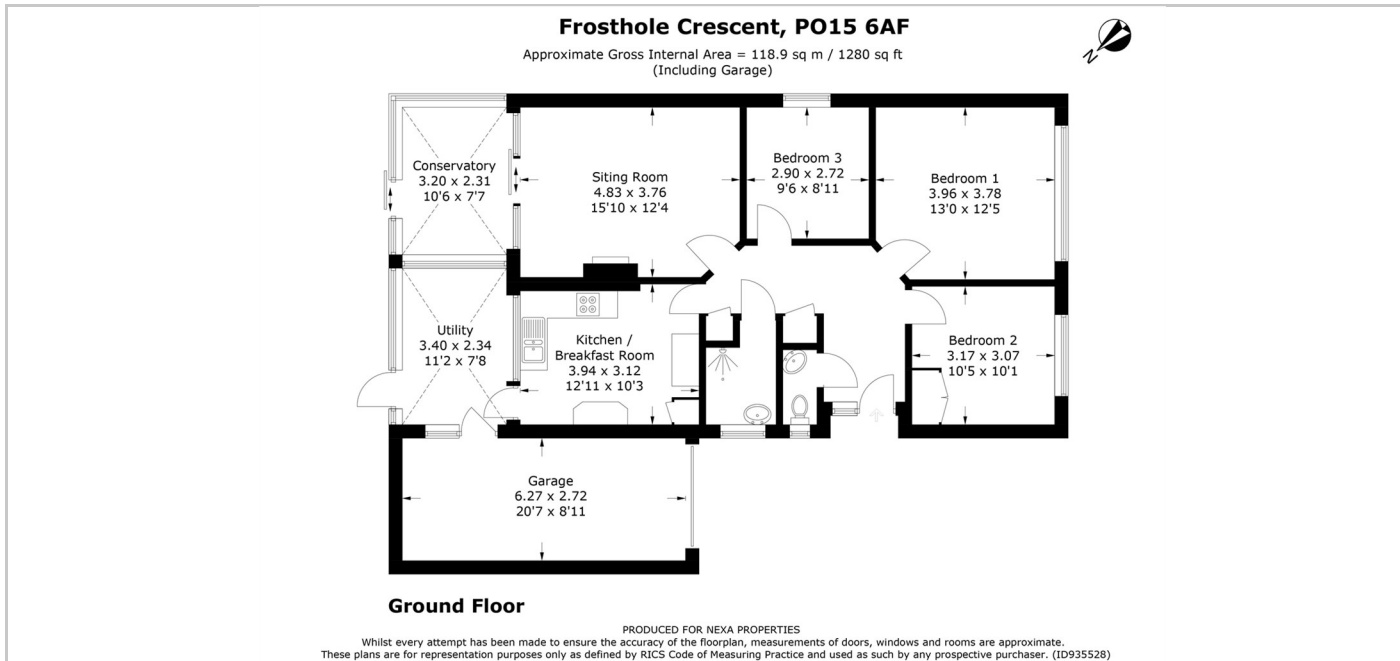 Frosthole Crescent, PO15 6AF
Approximate Gross Internal Area = 118.9 sq m / 1280 sq ft
(Including Garage)
N
Conservatory
3.20 x 2.31
10'6 x 7'7
Siting Room
4.83 x 3.76
15'10 x 12'4
Bedroom 3
2.90 x 2.72
9'6 x 8'11
Bedroom 1
3.96 x 3.78
13'0 x 12'5
Utility
3.40 x 2.34
11'2 x 7'8
Kitchen /
Breakfast Room
3.94 x 3.12
12'11 x 10'3
Bedroom 2
3.17 x 3.07
10'5 x 10'1
Garage
6.27 x 2.72
20'7 x 8'11
Ground Floor
PRODUCED FOR NEXA PROPERTIES
Whilst every attempt has been made to ensure the accuracy of the floorplan, measurements of doors, windows and rooms are approximate.
These plans are for representation purposes only as defined by RICS Code of Measuring Practice and used as such by any prospective purchaser. (ID935528)